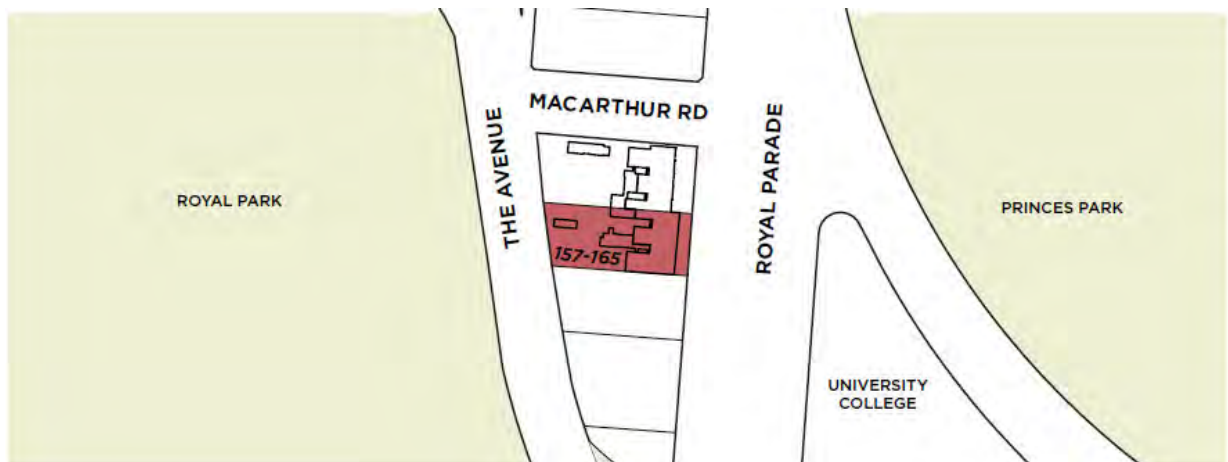 MACARTHUR RD
THE AVENUE
ROYAL PARADE
ROYAL PARK
PRINCES PARK
157-165
UNIVERSITY
COLLEGE